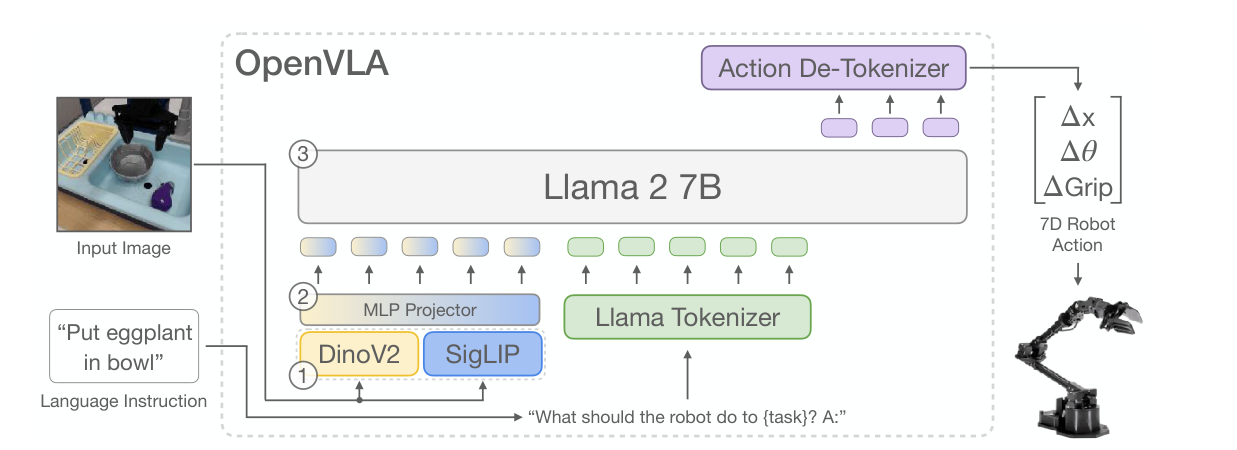 OpenVLA
Action De-Tokenizer
Δx
Δθ
ΔGrip
7D Robot
Action
3
Llama 2 7B
Input Image
2
MLP Projector
Llama Tokenizer
“Put eggplant
in bowl”
Language Instruction
1
DinoV2
SigLIP
“What should the robot do to {task}? A:”